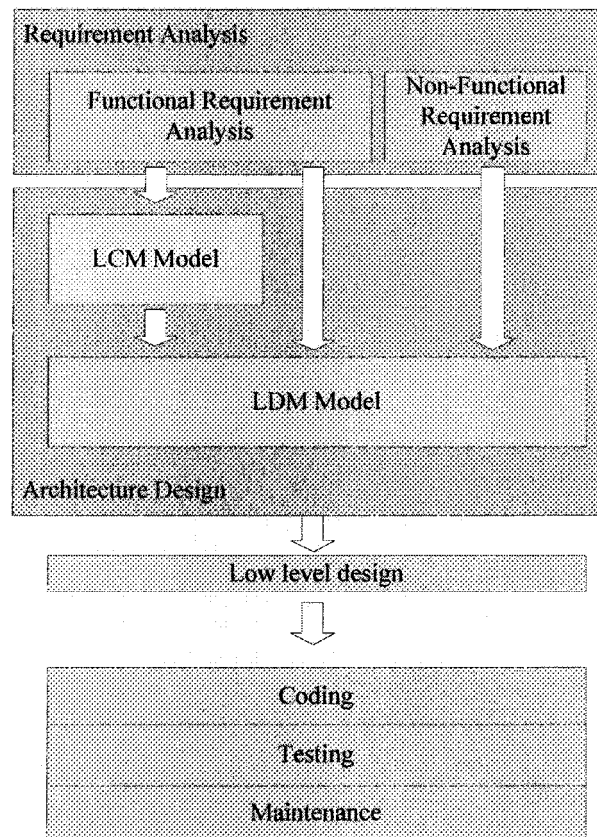 Requirement Analysis
Functional Requirement
Analysis
Non-Functional
Requirement
Analysis
LCM Model
LDM Model
Architecture Design
Low level design
Coding
Testing
Maintenance